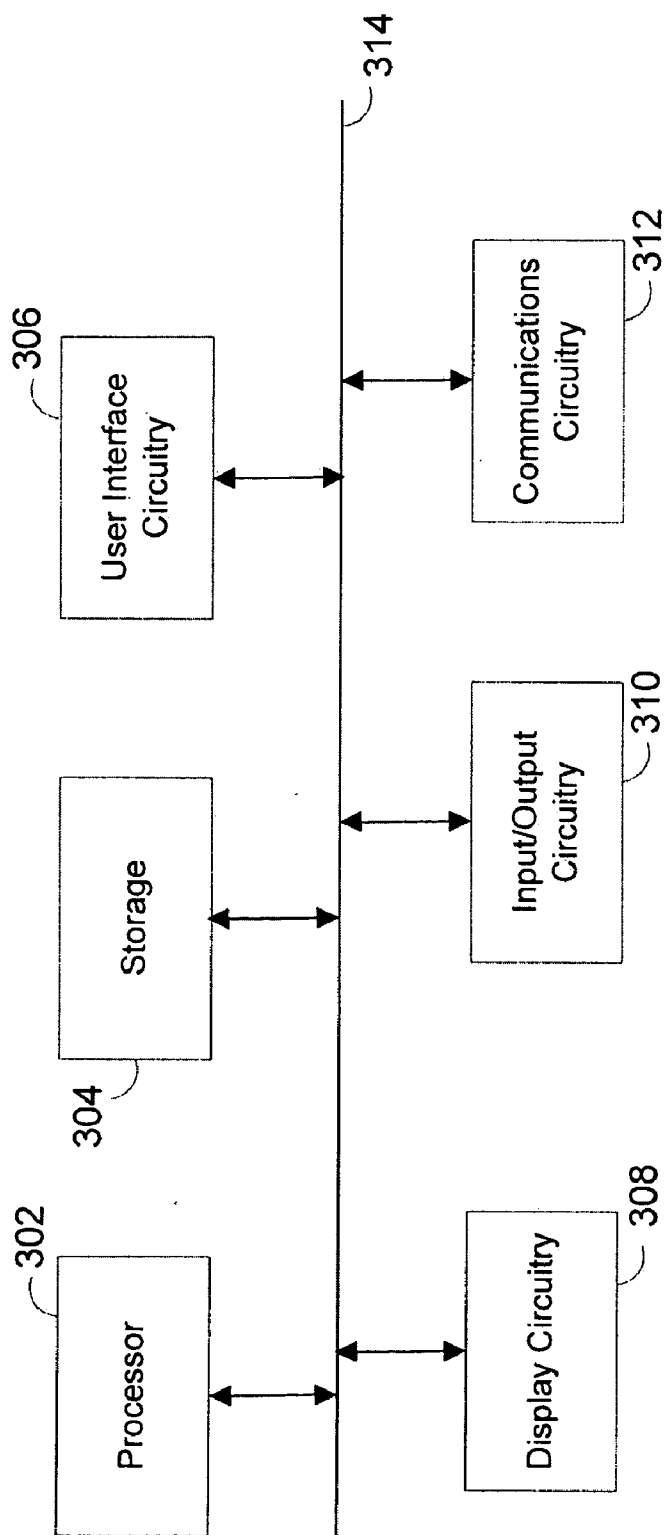 302
Processor
304
Storage
306
User Interface
Circuitry
314
Display Circuitry
308
Input/Output
Circuitry
310
Communications
Circuitry
312